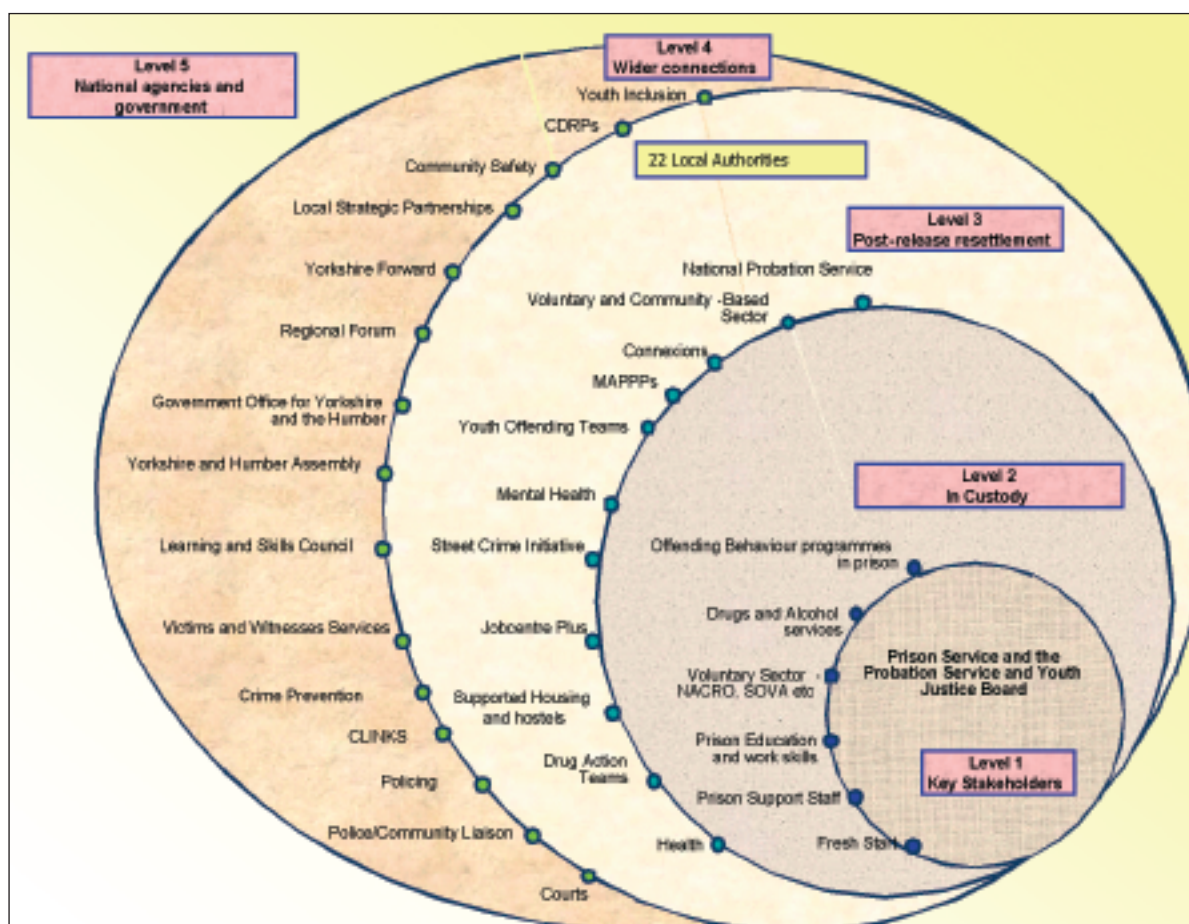 Level 5
National agencies and
government
Level 4
Wider connections
Youth Inclusion
CDRPs
Community Safety
Local Strategic Partnerships
Yorkshire Forward
Regional Forum
Government Office for Yorkshire
and the Humber
Yorkshire and Humber Assembly
Learning and Skills Council
Victims and Witnesses Services
Crime Prevention
CLINKS
Policing
Police/Community Liaison
Courts
22 Local Authorities
Level 3
Post-release resettlement
National Probation Service
Voluntary and Community -Based
Sector
Connexions
MAPPPs
Youth Offending Teams
Mental Health
Street Crime Initiative
Jobcentre Plus
Supported Housing
and hostels
Drug Action
Teams
Health
Level 2
In Custody
Offending Behaviour programmes
in prison
Drugs and Alcohol
services
Voluntary Sector -
NACRO, SOVA etc
Prison Education
and work skills
Prison Support Staff
Fresh Start
Prison Service and the
Probation Service and Youth
Justice Board
Level 1
Key Stakeholders